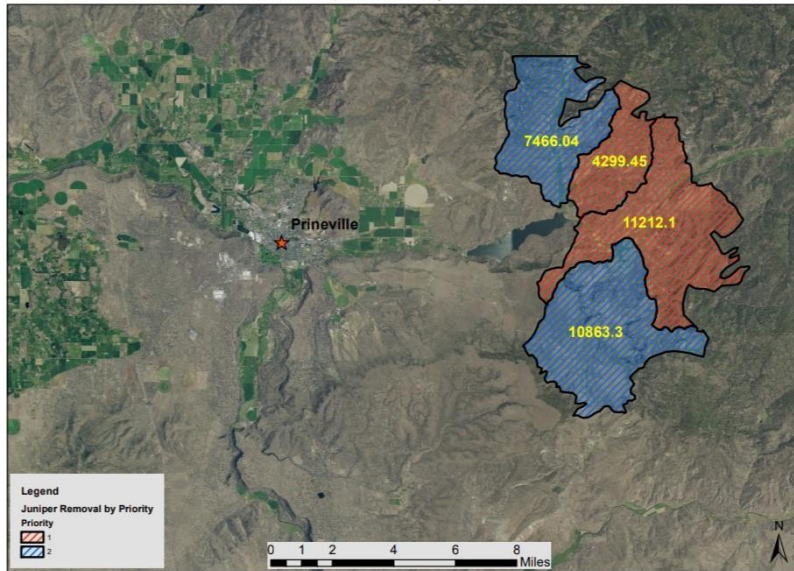 7466.04
4299.45
11212.1
Prineville
10863.3
Legend
Juniper Removal by Priority
Priority
1
2
0 1 2 4 6 8
Miles
N